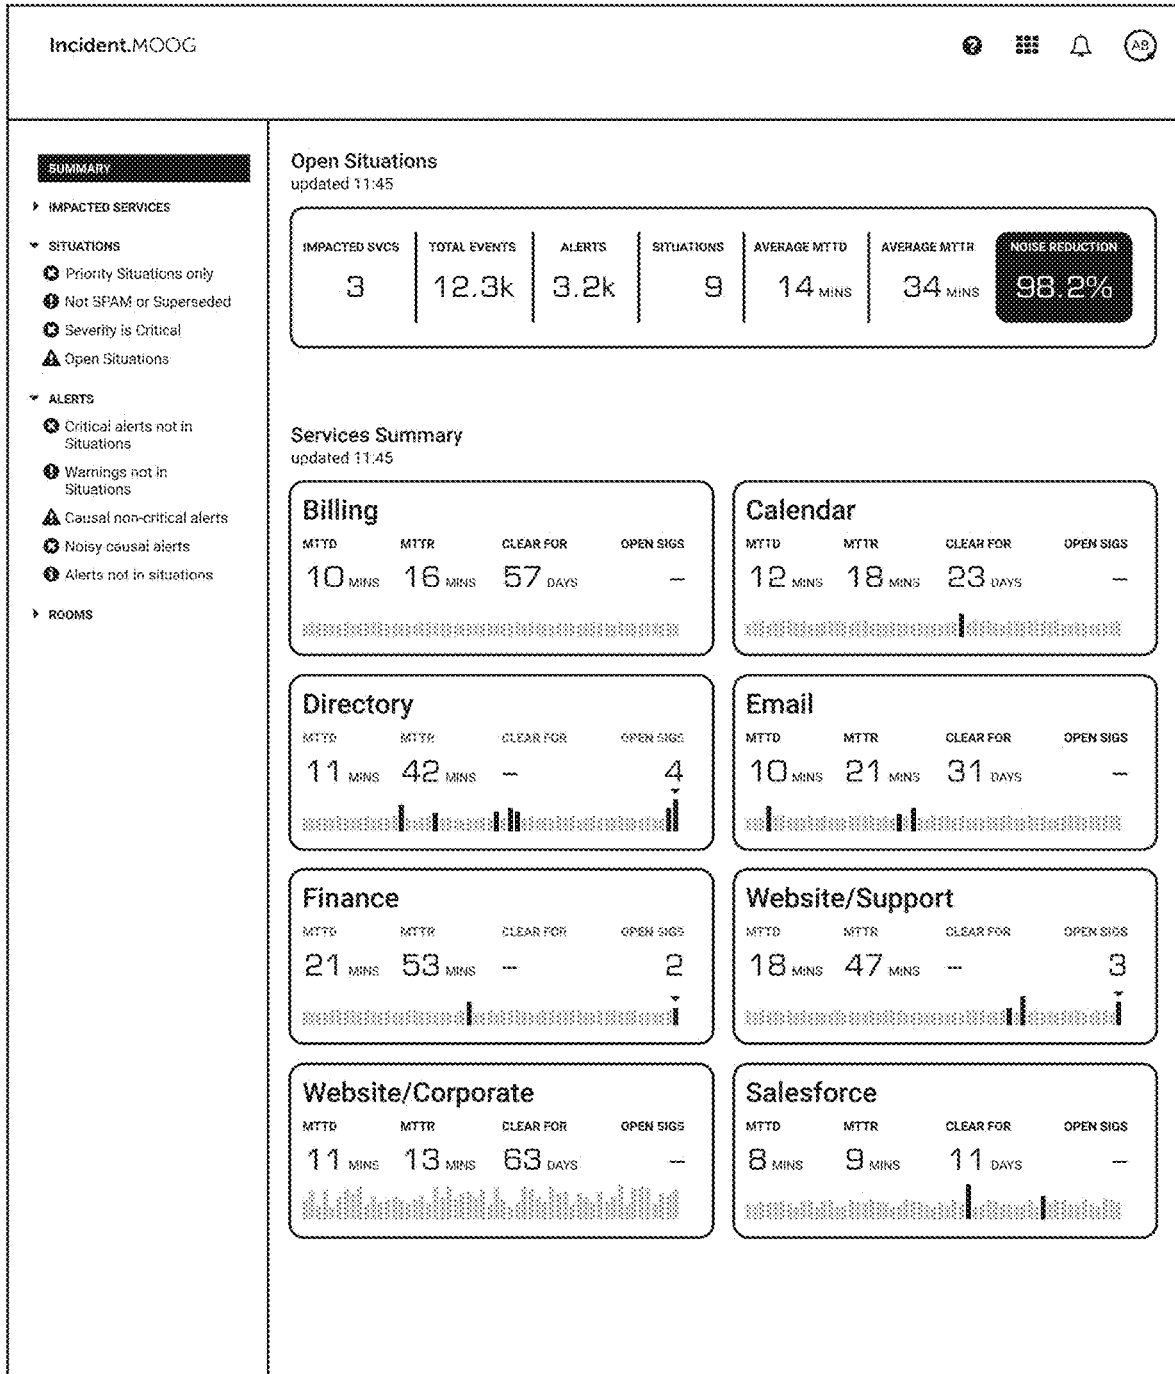 Incident.MOOG
AB
SUMMARY
IMPACTED SERVICES
SITUATIONS
Priority Situations only
Not SPAM or Superseded
Severity is Critical
Open Situations
ALERTS
Critical alerts not in
Situations
Warnings not in
Situations
Causal non-critical alerts
Noisy causal alerts
Alerts not in situations
ROOMS
Open Situations
updated 11:45
IMPACTED SVCS TOTAL EVENTS ALERTS SITUATIONS AVERAGE MTTD AVERAGE MTTR NOISE REDUCTION
3 12.3k 3.2k 9 14 MINS 34 MINS 98.2%
Services Summary
updated 11:45
Billing
MTTD MTTR CLEAR FOR OPEN SIGS
10 MINS 16 MINS 57 DAYS –
Calendar
MTTD MTTR CLEAR FOR OPEN SIGS
12 MINS 18 MINS 23 DAYS –
Directory
MTTD MTTR CLEAR FOR OPEN SIGS
11 MINS 42 MINS – 4
Email
MTTD MTTR CLEAR FOR OPEN SIGS
10 MINS 21 MINS 31 DAYS –
Finance
MTTD MTTR CLEAR FOR OPEN SIGS
21 MINS 53 MINS – 2
Website/Support
MTTD MTTR CLEAR FOR OPEN SIGS
18 MINS 47 MINS – 3
Website/Corporate
MTTD MTTR CLEAR FOR OPEN SIGS
11 MINS 13 MINS 63 DAYS –
Salesforce
MTTD MTTR CLEAR FOR OPEN SIGS
8 MINS 9 MINS 11 DAYS –